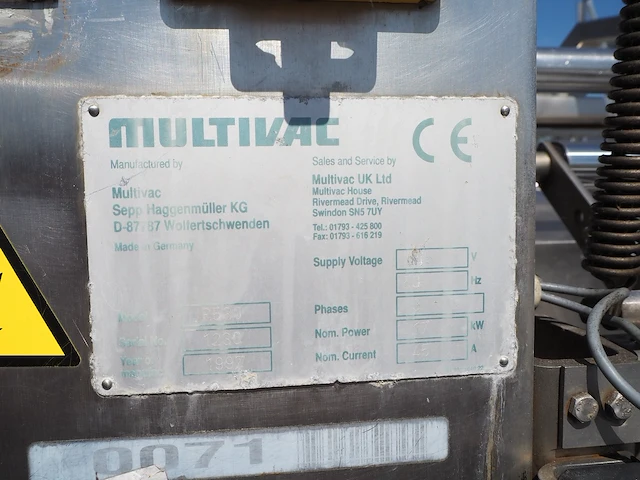 MULTIVAC
CE
Manufactured by
Multivac
Sepp Haggenmüller KG
D-87787 Wolfertschwenden
Made in Germany
Sales and Service by
Multivac UK Ltd
Multivac House
Rivermead Drive, Rivermead
Swindon SN5 7UY
Tel.: 01793 - 425 800
Fax: 01793 - 616 219
Supply Voltage V
Hz
Phases
Nom. Power kW
Nom. Current A
0071